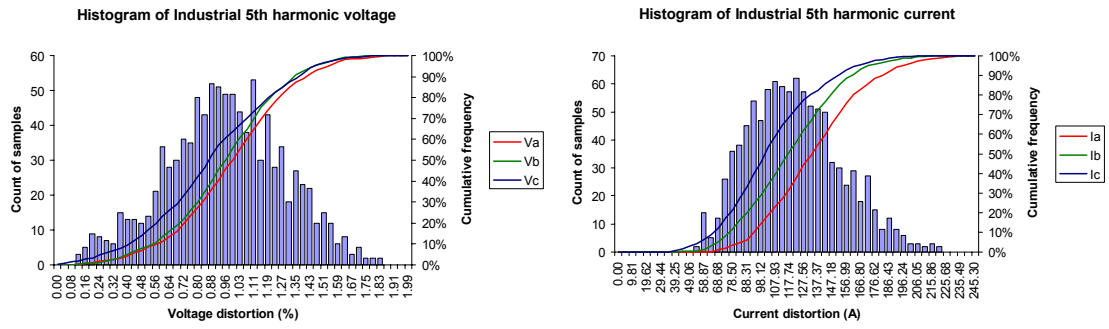 Histogram of Industrial 5th harmonic voltage
Count of samples
60
50
40
30
20
10
0
100%
90%
80%
70%
60%
50%
40%
30%
20%
10%
0%
Cumulative frequency
Va
Vb
Vc
0.00 0.08 0.16 0.24 0.32 0.40 0.48 0.56 0.64 0.72 0.80 0.88 0.96 1.03 1.11 1.19 1.27 1.35 1.43 1.51 1.59 1.67 1.75 1.83 1.91 1.99
Voltage distortion (%)
Histogram of Industrial 5th harmonic current
Count of samples
70
60
50
40
30
20
10
0
100%
90%
80%
70%
60%
50%
40%
30%
20%
10%
0%
Cumulative frequency
Ia
Ib
Ic
0.00 9.81 19.62 29.44 39.25 49.06 58.87 68.68 78.50 88.31 98.12 107.93 117.74 127.56 137.37 147.18 156.99 166.80 176.62 186.43 196.24 206.05 215.86 225.68 235.49 245.30
Current distortion (A)